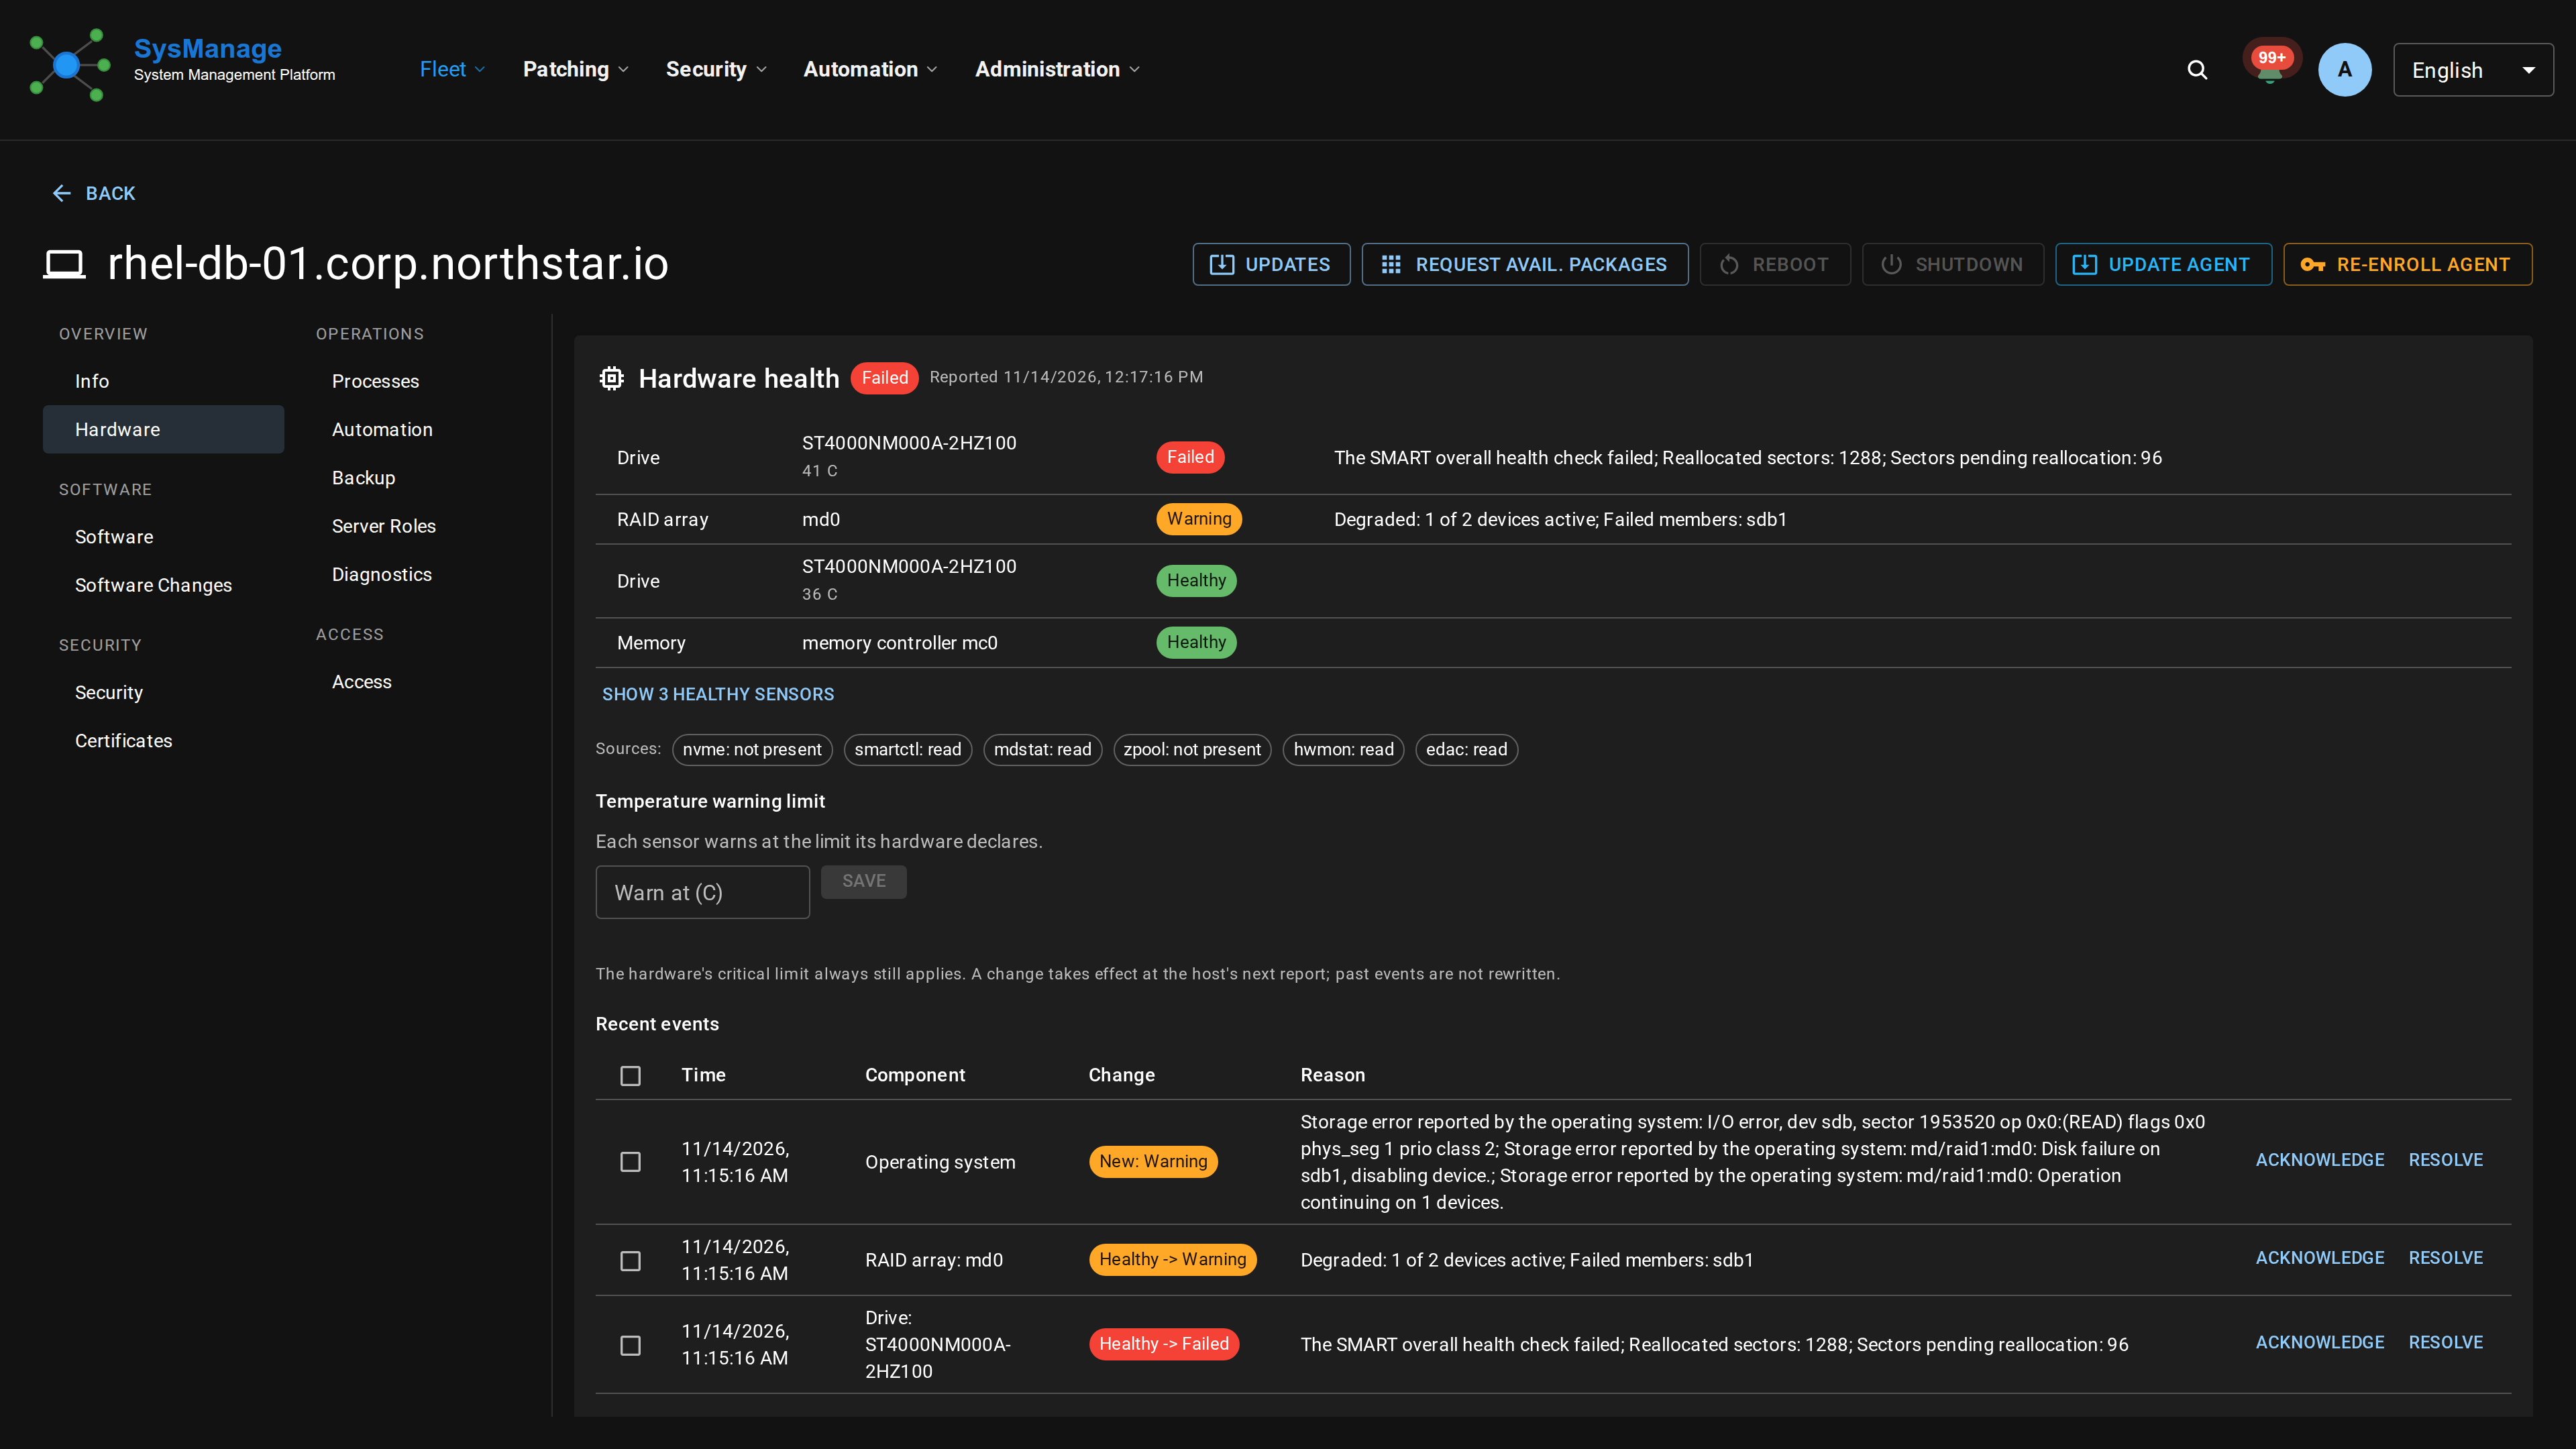 SysManage
System Management Platform
Fleet
Patching
Security
Automation
Administration
99+
A
English
BACK
rhel-db-01.corp.northstar.io
UPDATES
REQUEST AVAIL. PACKAGES
REBOOT
SHUTDOWN
UPDATE AGENT
RE-ENROLL AGENT
OVERVIEW
Info
Hardware
SOFTWARE
Software
Software Changes
SECURITY
Security
Certificates
OPERATIONS
Processes
Automation
Backup
Server Roles
Diagnostics
ACCESS
Access
Hardware health
Failed
Reported 11/14/2026, 12:17:16 PM
Drive
ST4000NM000A-2HZ100
41 C
Failed
The SMART overall health check failed; Reallocated sectors: 1288; Sectors pending reallocation: 96
RAID array
md0
Warning
Degraded: 1 of 2 devices active; Failed members: sdb1
Drive
ST4000NM000A-2HZ100
36 C
Healthy
Memory
memory controller mc0
Healthy
SHOW 3 HEALTHY SENSORS
Sources:
nvme: not present
smartctl: read
mdstat: read
zpool: not present
hwmon: read
edac: read
Temperature warning limit
Each sensor warns at the limit its hardware declares.
Warn at (C)
SAVE
The hardware's critical limit always still applies. A change takes effect at the host's next report; past events are not rewritten.
Recent events
Time
Component
Change
Reason
11/14/2026,
11:15:16 AM
Operating system
New: Warning
Storage error reported by the operating system: I/O error, dev sdb, sector 1953520 op 0x0:(READ) flags 0x0
phys_seg 1 prio class 2; Storage error reported by the operating system: md/raid1:md0: Disk failure on
sdb1, disabling device.; Storage error reported by the operating system: md/raid1:md0: Operation
continuing on 1 devices.
ACKNOWLEDGE
RESOLVE
11/14/2026,
11:15:16 AM
RAID array: md0
Healthy -> Warning
Degraded: 1 of 2 devices active; Failed members: sdb1
ACKNOWLEDGE
RESOLVE
11/14/2026,
11:15:16 AM
Drive:
ST4000NM000A-
2HZ100
Healthy -> Failed
The SMART overall health check failed; Reallocated sectors: 1288; Sectors pending reallocation: 96
ACKNOWLEDGE
RESOLVE